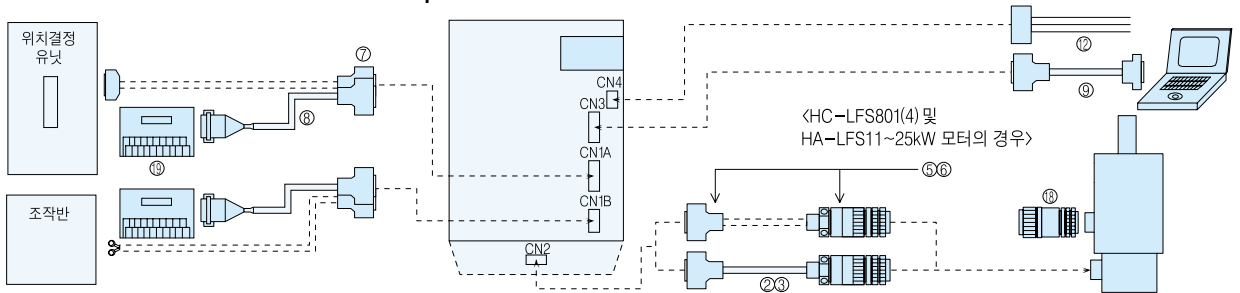 위치결정
유닛
⑦
⑧
⑲
조작반
CN4
CN3
CN1A
CN1B
CN2
⑫
⑨
<HC-LFS801(4) 및
HA-LFS11~25kW 모터의 경우>
⑤⑥
⑱
②③